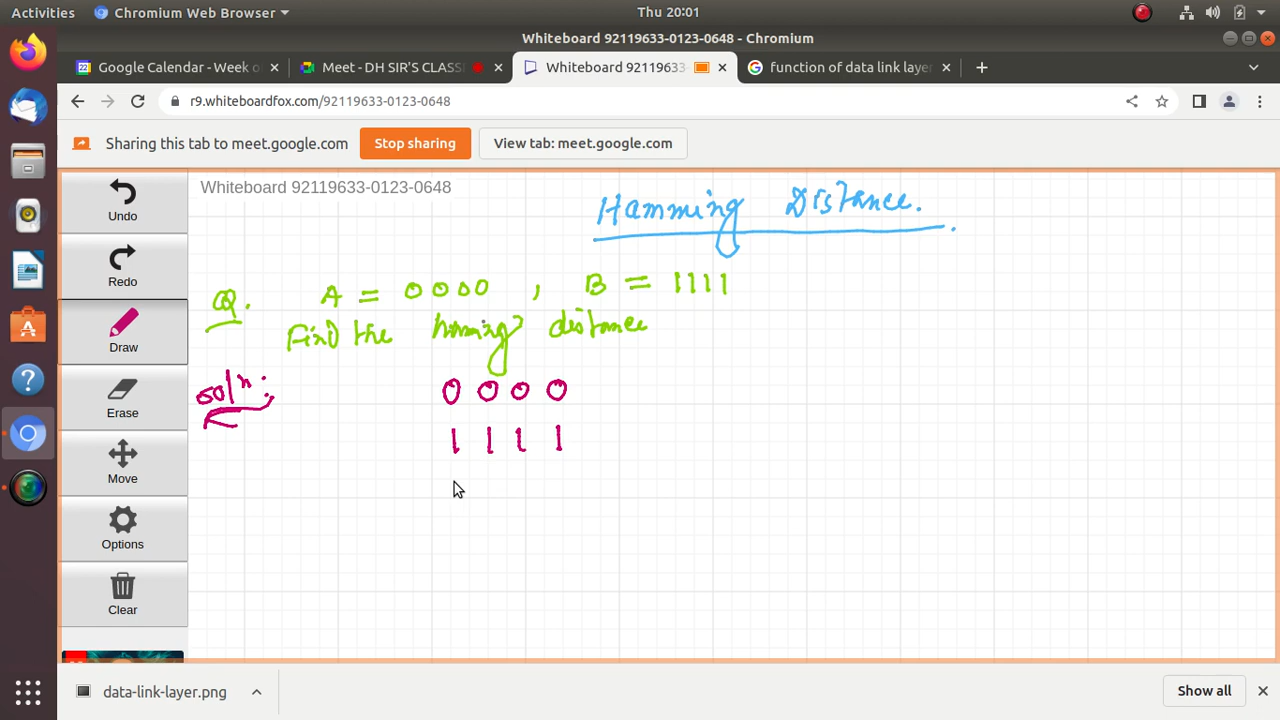 Activities Chromium Web Browser Thu 20:01
Whiteboard 92119633-0123-0648 - Chromium
Google Calendar - Week o Meet - DH SIR'S CLASS Whiteboard 92119633- function of data link layer
r9.whiteboardfox.com/92119633-0123-0648
Sharing this tab to meet.google.com Stop sharing View tab: meet.google.com
Whiteboard 92119633-0123-0648
Hamming Distance.
Undo
Q. A = 0000 , B = 1111
Redo
Find the distance
Draw
soln:
0 0 0 0
Erase
1 1 1 1
Move
Options
Clear
data-link-layer.png Show all